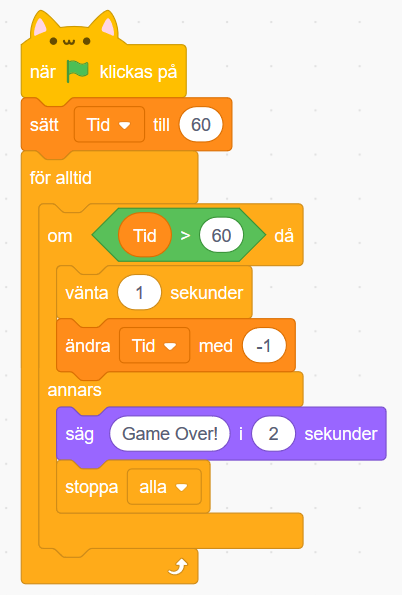 när klickas på
sätt Tid till 60
för alltid
om Tid > 60 då
vänta 1 sekunder
ändra Tid med -1
annars
säg Game Over! i 2 sekunder
stoppa alla